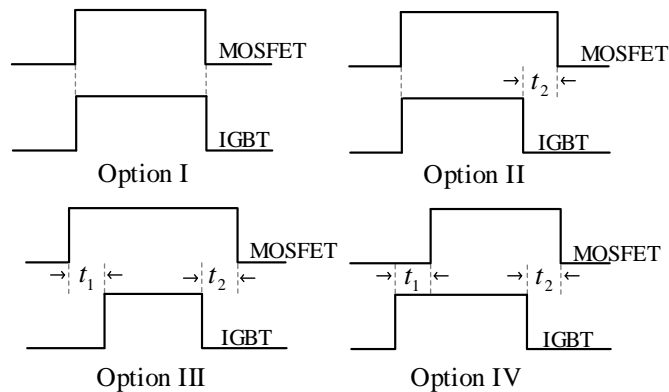 MOSFET
IGBT
Option I
MOSFET
t₂
IGBT
Option II
MOSFET
t₁
t₂
IGBT
Option III
MOSFET
t₁
t₂
IGBT
Option IV